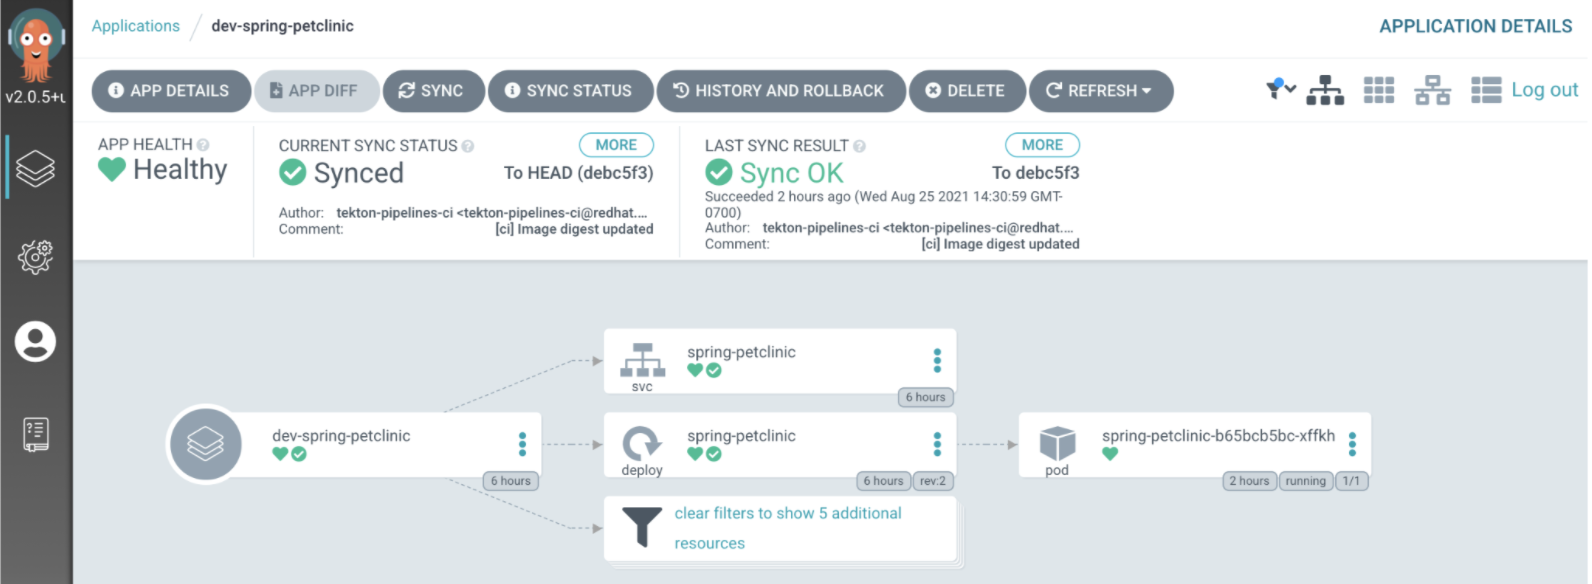 Applications / dev-spring-petclinic
APPLICATION DETAILS
v2.0.5+u
APP DETAILS
APP DIFF
SYNC
SYNC STATUS
HISTORY AND ROLLBACK
DELETE
REFRESH
Log out
APP HEALTH
Healthy
CURRENT SYNC STATUS
MORE
Synced
To HEAD (debc5f3)
Author: tekton-pipelines-ci <tekton-pipelines-ci@redhat....
Comment: [ci] Image digest updated
LAST SYNC RESULT
MORE
Sync OK
To debc5f3
Succeeded 2 hours ago (Wed Aug 25 2021 14:30:59 GMT-
0700)
Author: tekton-pipelines-ci <tekton-pipelines-ci@redhat....
Comment: [ci] Image digest updated
spring-petclinic
svc
6 hours
dev-spring-petclinic
6 hours
spring-petclinic
deploy
6 hours
rev:2
spring-petclinic-b65bcb5bc-xffkh
pod
2 hours
running
1/1
clear filters to show 5 additional
resources